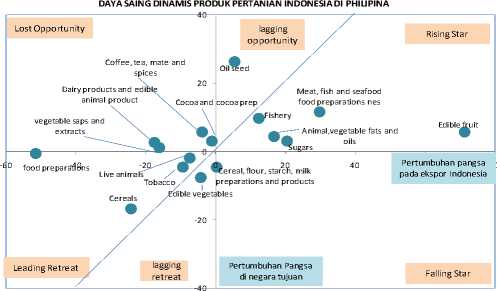 DAYA SAING DINAMIS PRODUK PERTANIAN INDONESIA DI PHILIPINA
40
Lost Opportunity
lagging
opportunity
Rising Star
Coffee, tea, mate and
spices
Oil seed
20
Dairy products and edible
animal product
Meat, fish and seafood
food preparations nes
Cocoa and cocoa prep
Fishery
vegetable saps and
extracts
Animal,vegetable fats and
oils
Edible fruit
Sugars
0
-60
-40
-20
0
20
40
food preparations
Live animals
Cereal, flour, starch, milk
preparations and products
Tobacco
Pertumbuhan pangsa
pada ekspor Indonesia
Edible vegetables
Cereals
-20
Leading Retreat
lagging
retreat
Pertumbuhan Pangsa
di negara tujuan
Falling Star
-40